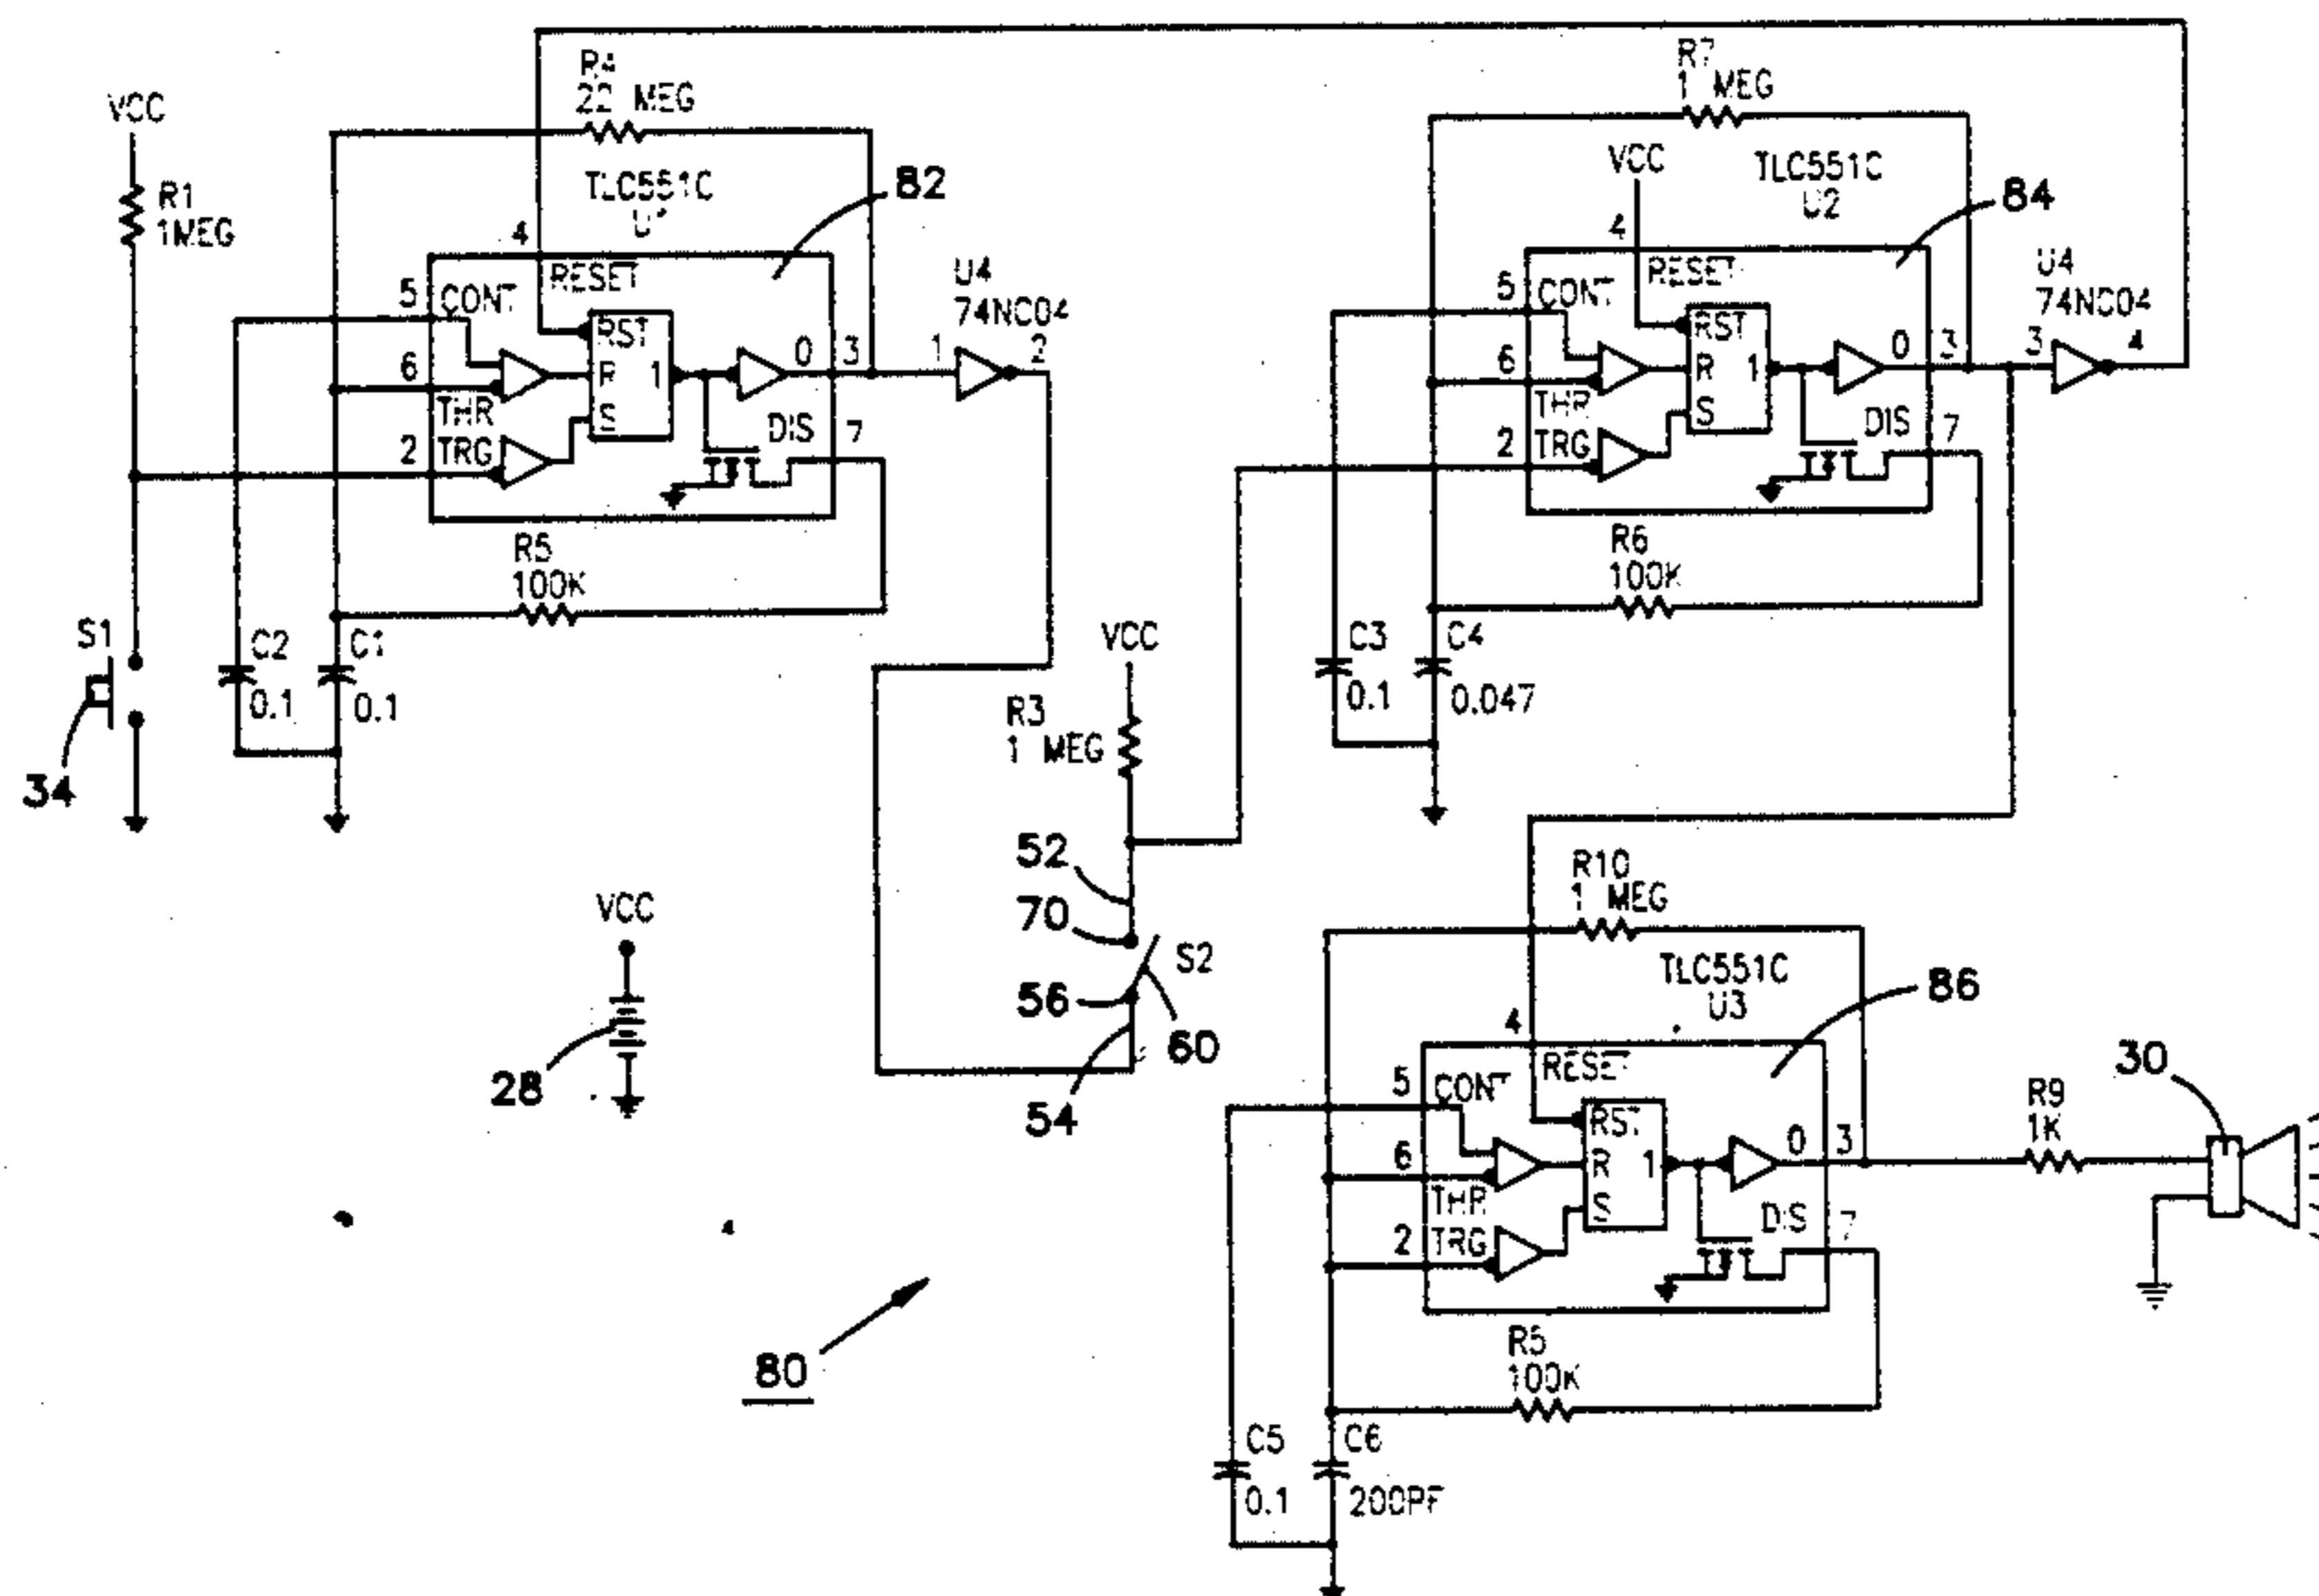 R4
22 MEG
VCC
R1
1MEG
TLC551C
U1
82
4
RESET
5
CONT
6
THR
2
TRG
RST
R
1
S
0
3
DIS
7
U4
74NC04
1
2
R5
100K
S1
34
C2
0.1
C1
0.1
R7
1 MEG
VCC
TLC551C
U2
84
4
RESET
5
CONT
6
THR
2
TRG
RST
R
1
S
0
3
DIS
7
U4
74NC04
3
4
R6
100K
C3
0.1
C4
0.047
VCC
R3
1 MEG
52
70
S2
56
60
54
VCC
28
R10
1 MEG
TLC551C
U3
86
4
RESET
5
CONT
6
THR
2
TRG
RST
R
1
S
0
3
DIS
7
R9
1K
30
R5
100K
C5
0.1
C6
200PF
80